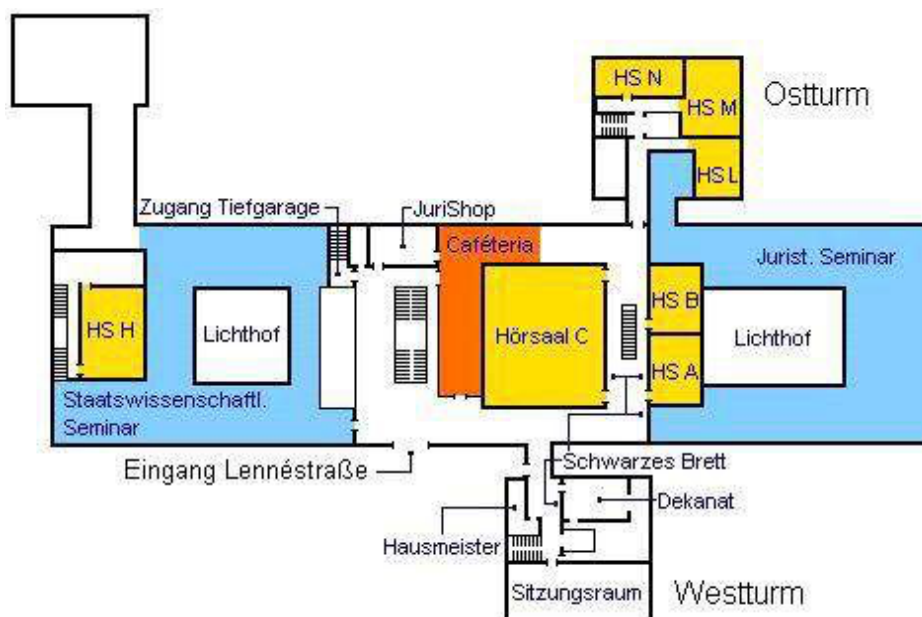 HS N
HS M
Ostturm
HS L
Zugang Tiefgarage
JuriShop
Caféteria
Jurist. Seminar
HS B
HS H
Lichthof
Hörsaal C
Lichthof
HS A
Staatswissenschaftl.
Seminar
Eingang Lennéstraße
Schwarzes Brett
Dekanat
Hausmeister
Sitzungsraum
Westturm